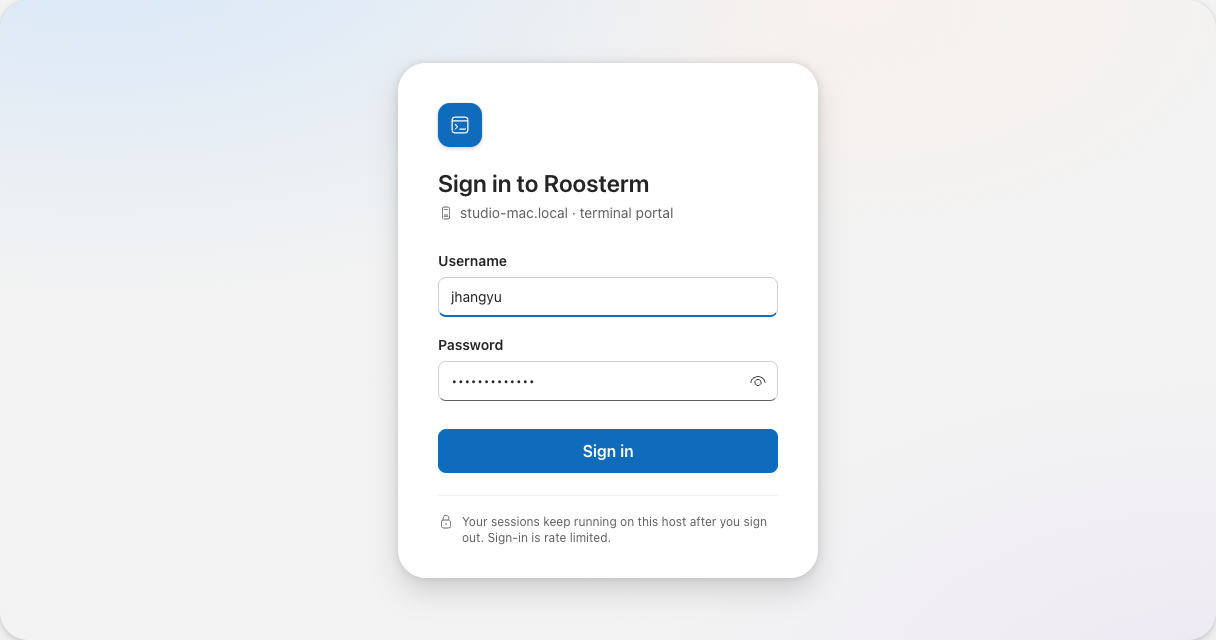 Sign in to Roosterm
studio-mac.local · terminal portal
Username
jhangyu
Password
•••••••••••••
Sign in
Your sessions keep running on this host after you sign
out. Sign-in is rate limited.